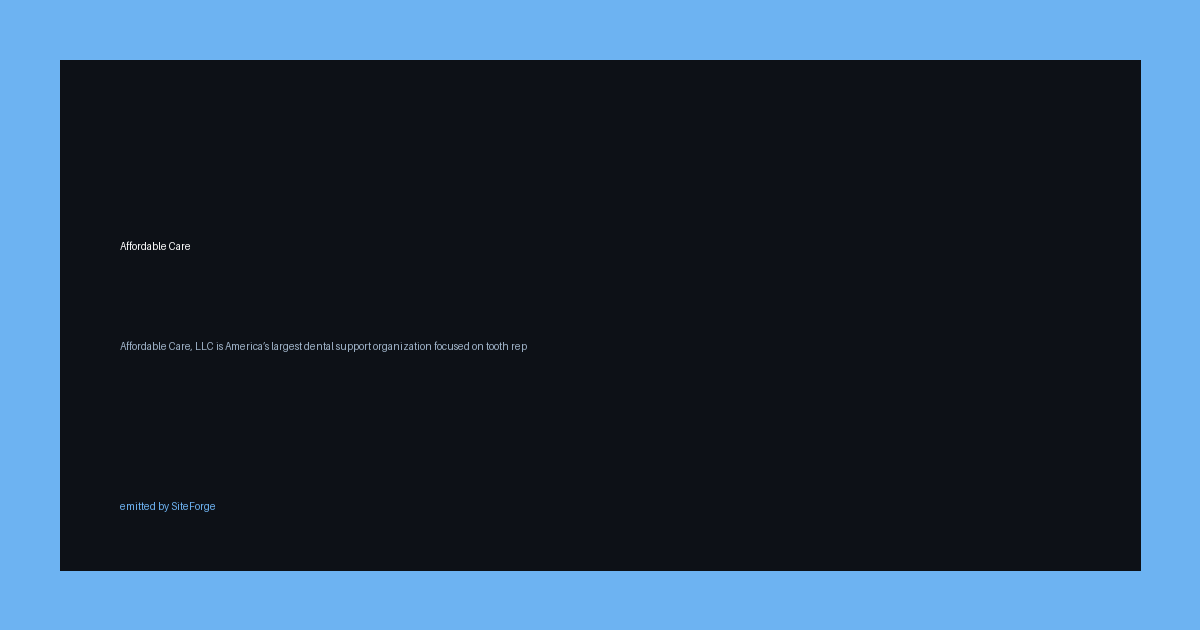 Affordable Care
Affordable Care, LLC is America's largest dental support organization focused on tooth rep
emitted by SiteForge